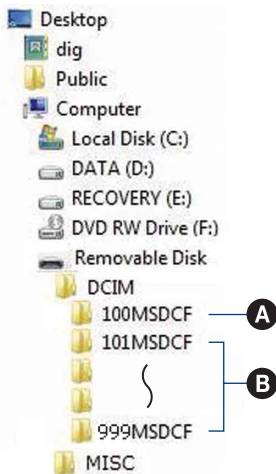 Desktop
dig
Public
Computer
Local Disk (C:)
DATA (D:)
RECOVERY (E:)
DVD RW Drive (F:)
Removable Disk
DCIM
100MSDCF A
101MSDCF
B
999MSDCF
MISC